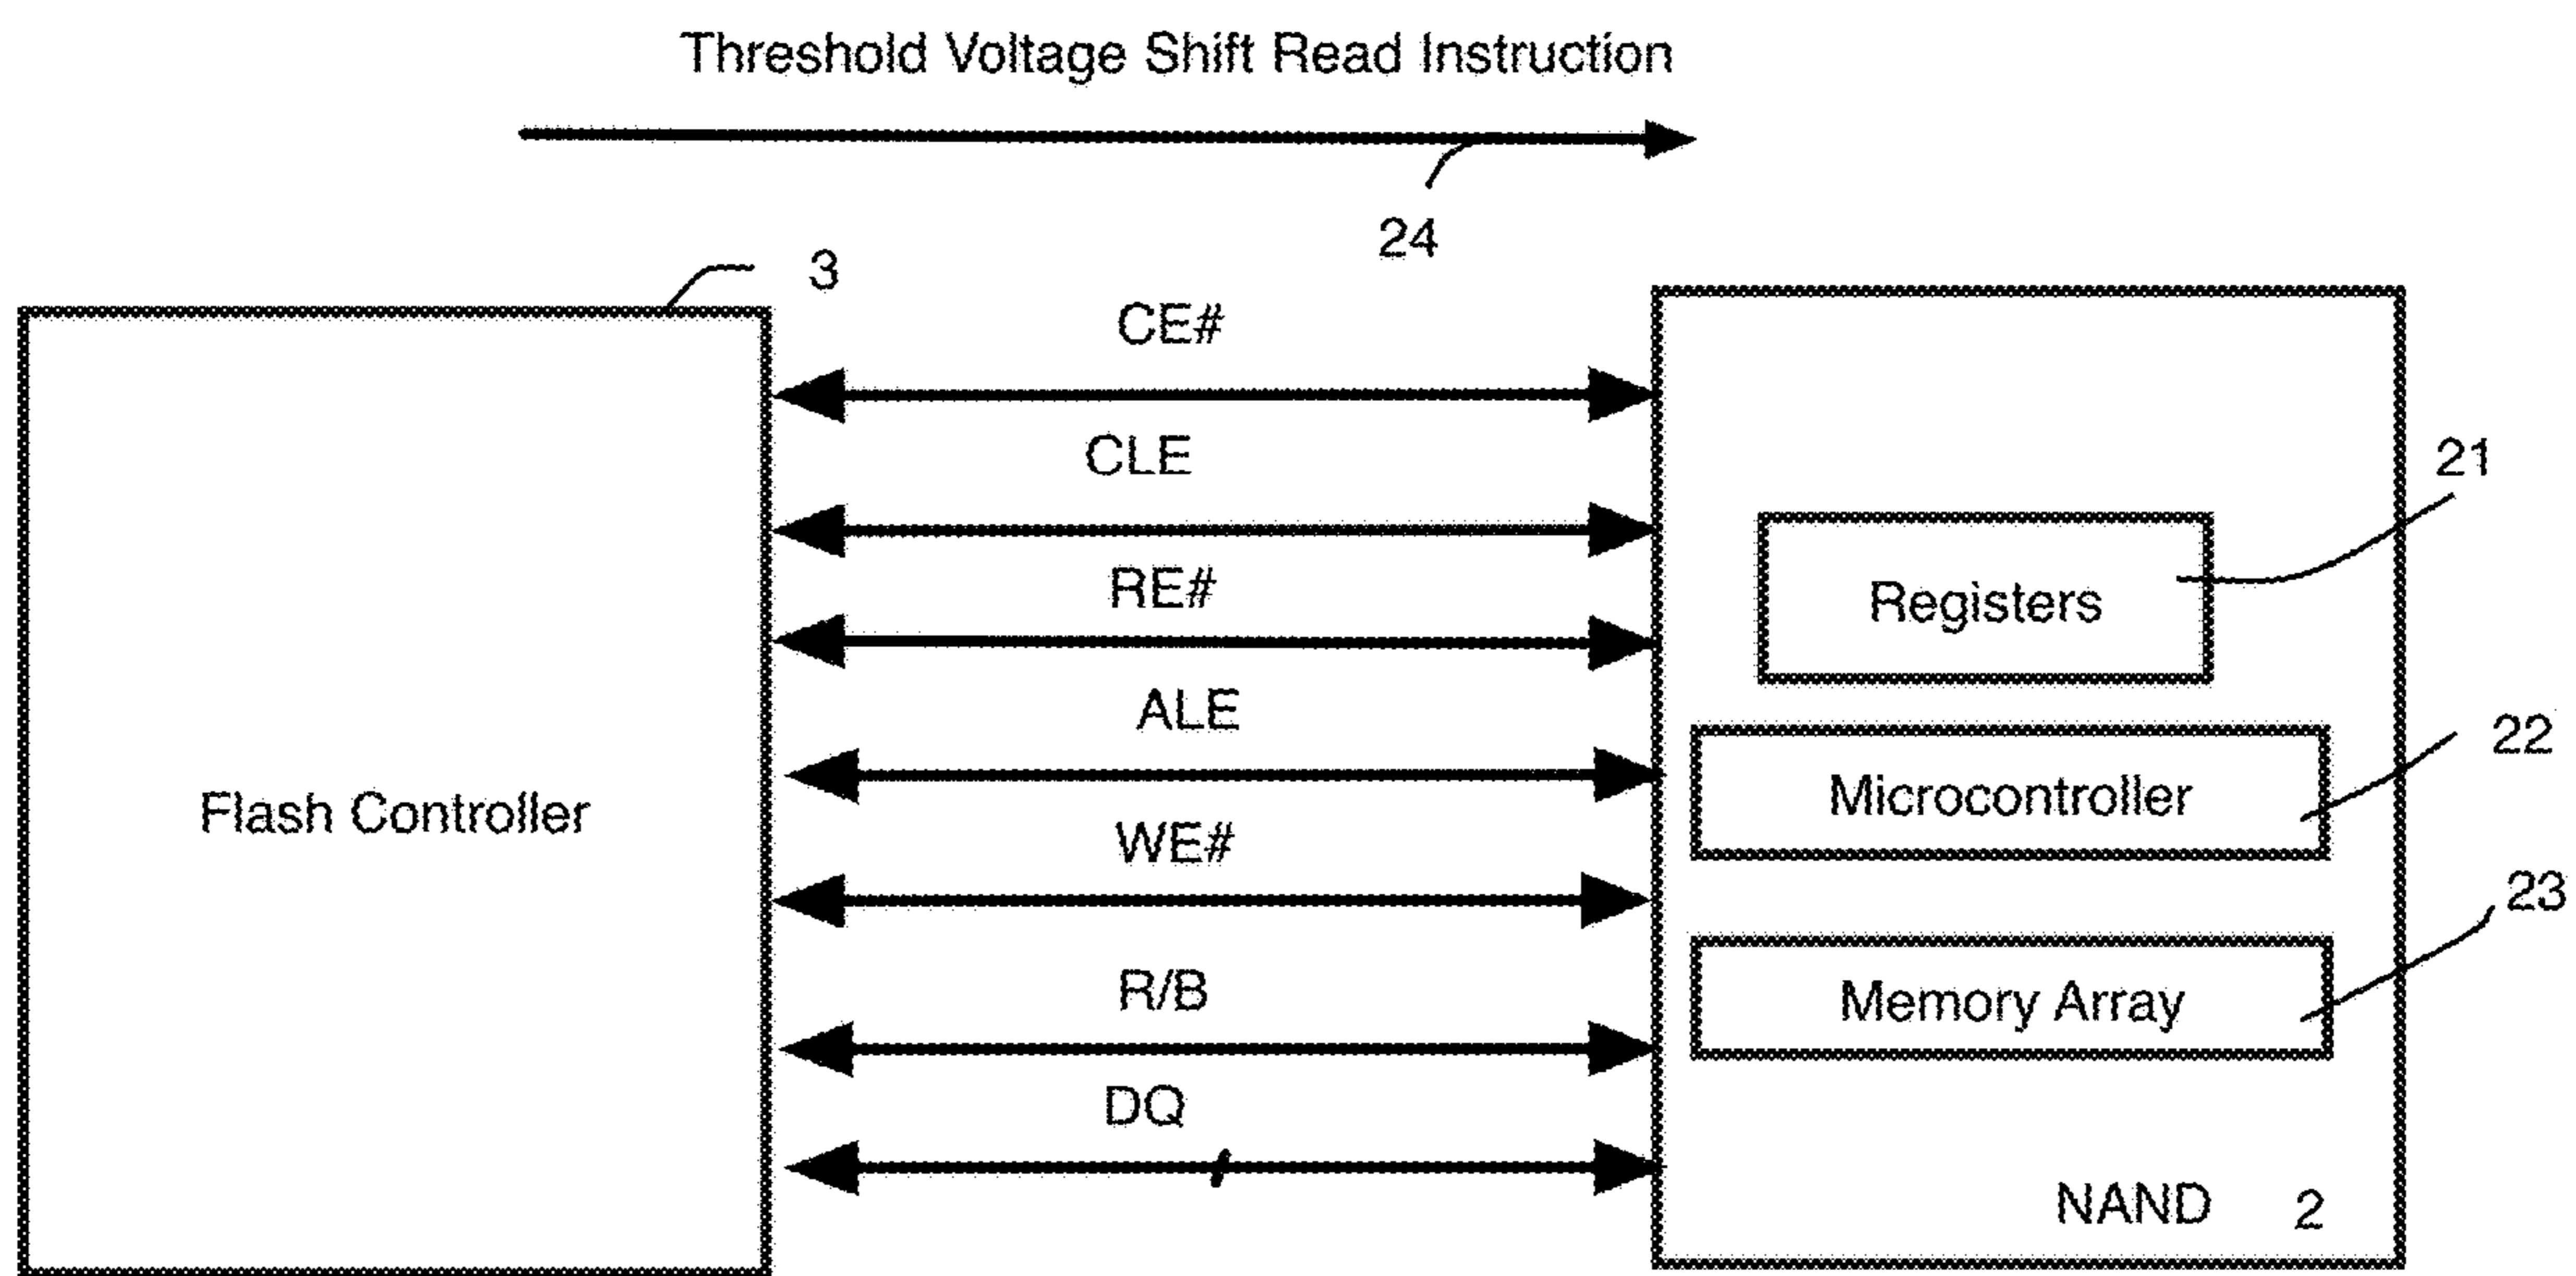 Threshold Voltage Shift Read Instruction
24
3
CE#
CLE
21
RE#
Registers
ALE
22
Microcontroller
Flash Controller
WE#
23
R/B
Memory Array
DQ
NAND 2